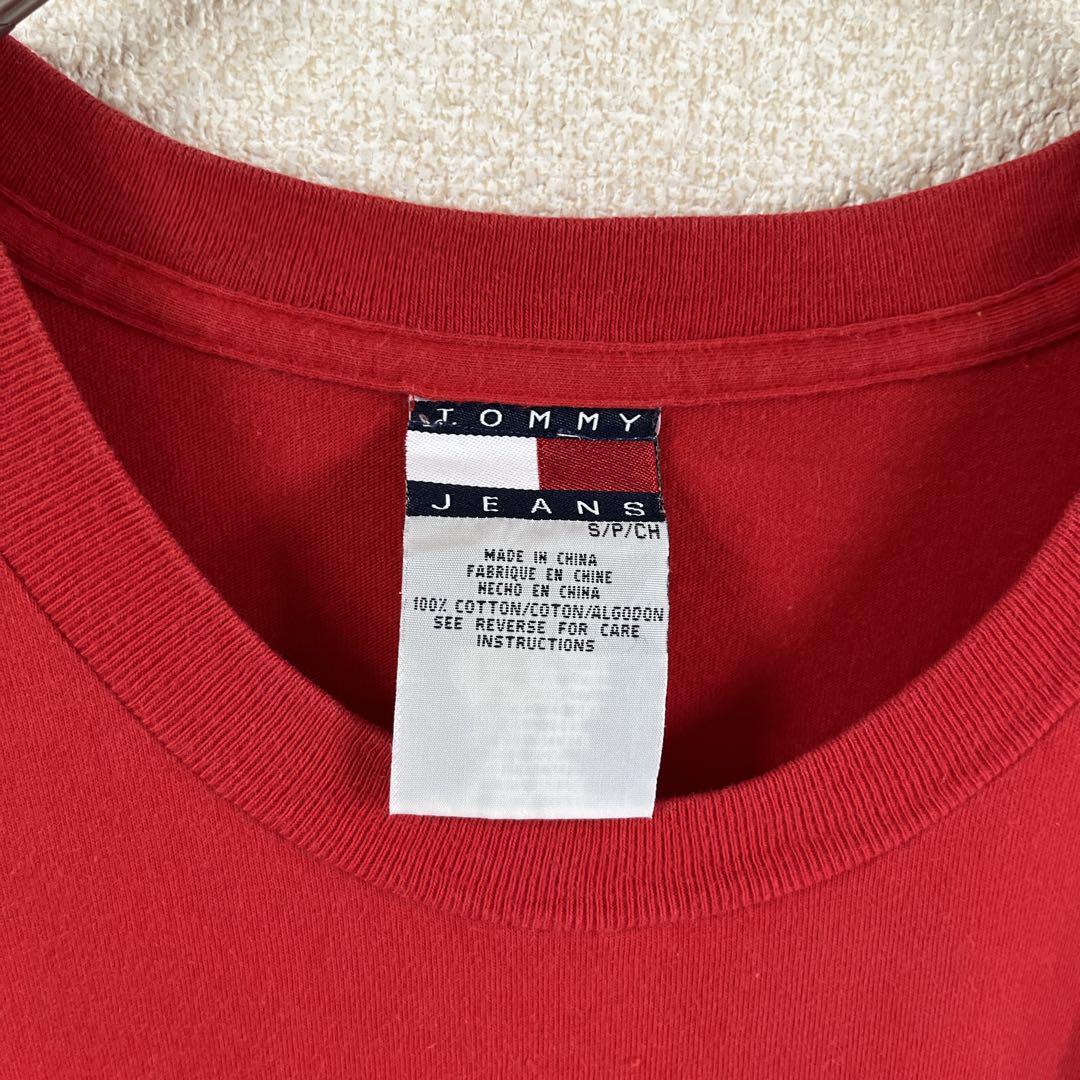 TOMMY
JEANS
S/P/CH
MADE IN CHINA
FABRIQUE EN CHINE
HECHO EN CHINA
100% COTTON/COTON/ALGODON
SEE REVERSE FOR CARE
INSTRUCTIONS